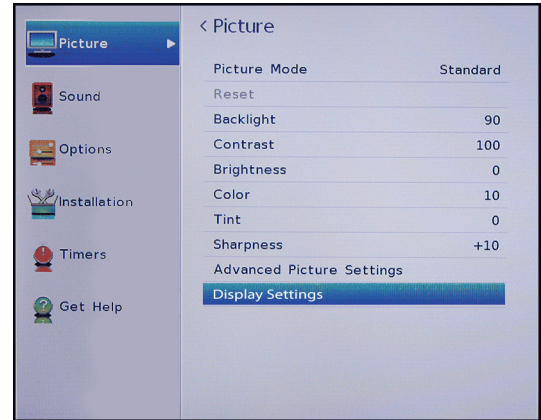 Picture
Sound
Options
Installation
Timers
Get Help
< Picture
Picture Mode Standard
Reset
Backlight 90
Contrast 100
Brightness 0
Color 10
Tint 0
Sharpness +10
Advanced Picture Settings
Display Settings